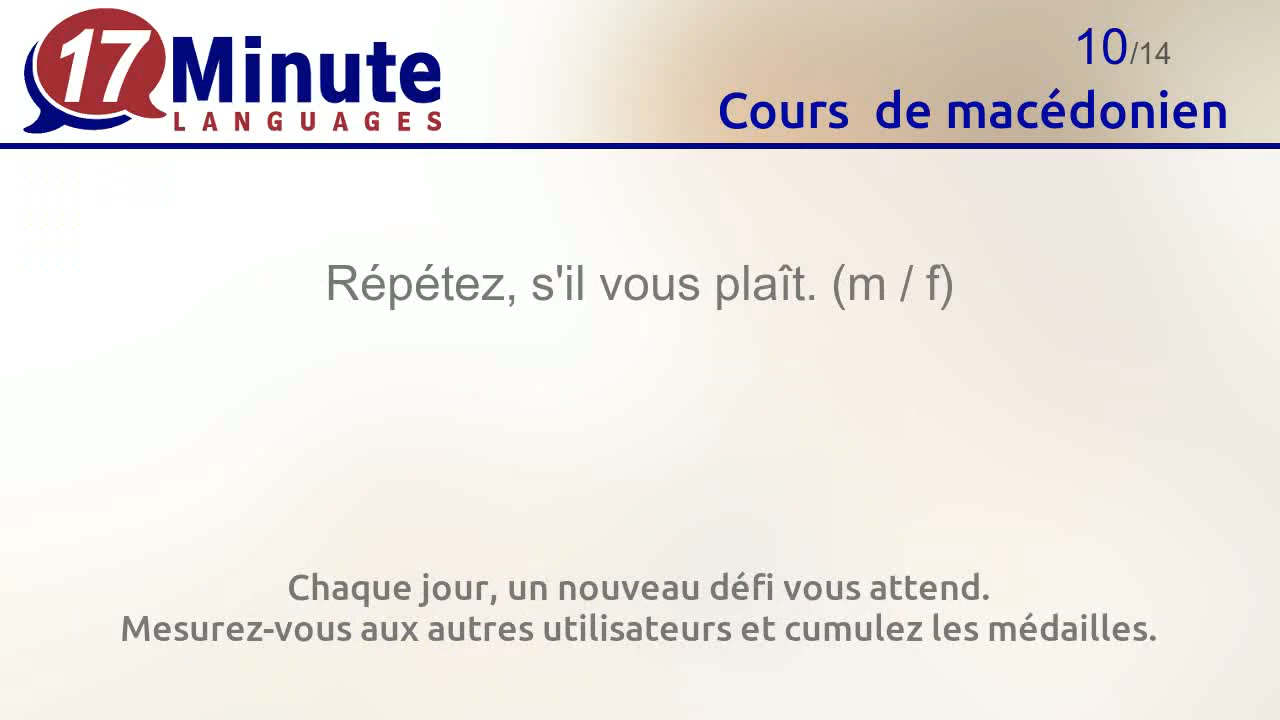 17 Minute
LANGUAGES
10/14
Cours de macédonien
Répétez, s'il vous plaît. (m / f)
Chaque jour, un nouveau défi vous attend.
Mesurez-vous aux autres utilisateurs et cumulez les médailles.